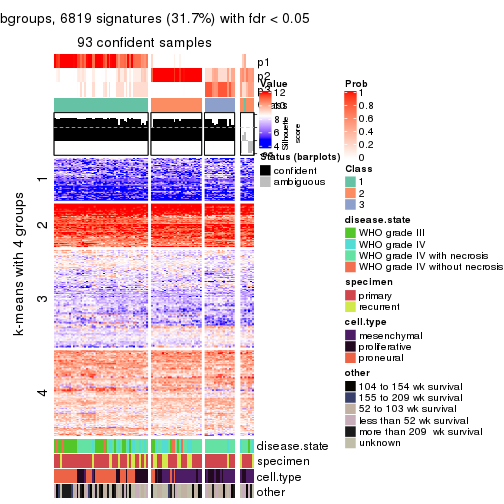 bgroups, 6819 signatures (31.7%) with fdr < 0.05
93 confident samples
p1
p2
p3
Value
12
10
8
6
4
Silhouette
score
Status (barplots)
confident
ambiguous
Prob
1
0.8
0.6
0.4
0.2
0
Class
1
2
3
disease.state
WHO grade III
WHO grade IV
WHO grade IV with necrosis
WHO grade IV without necrosis
specimen
primary
recurrent
cell.type
mesenchymal
proliferative
proneural
other
104 to 154 wk survival
155 to 209 wk survival
52 to 103 wk survival
less than 52 wk survival
more than 209 wk survival
unknown
k-means with 4 groups
1
2
3
4
disease.state
specimen
cell.type
other